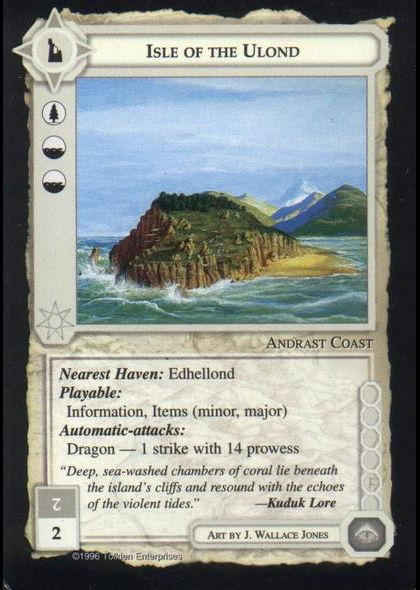 ISLE OF THE ULOND
ANDRAST COAST
Nearest Haven: Edhellond
Playable:
Information, Items (minor, major)
Automatic-attacks:
Dragon — 1 strike with 14 prowess
“Deep, sea-washed chambers of coral lie beneath
the island's cliffs and resound with the echoes
of the violent tides.” —Kuduk Lore
2
2
ART BY J. WALLACE JONES
©1996 Tolkien Enterprises